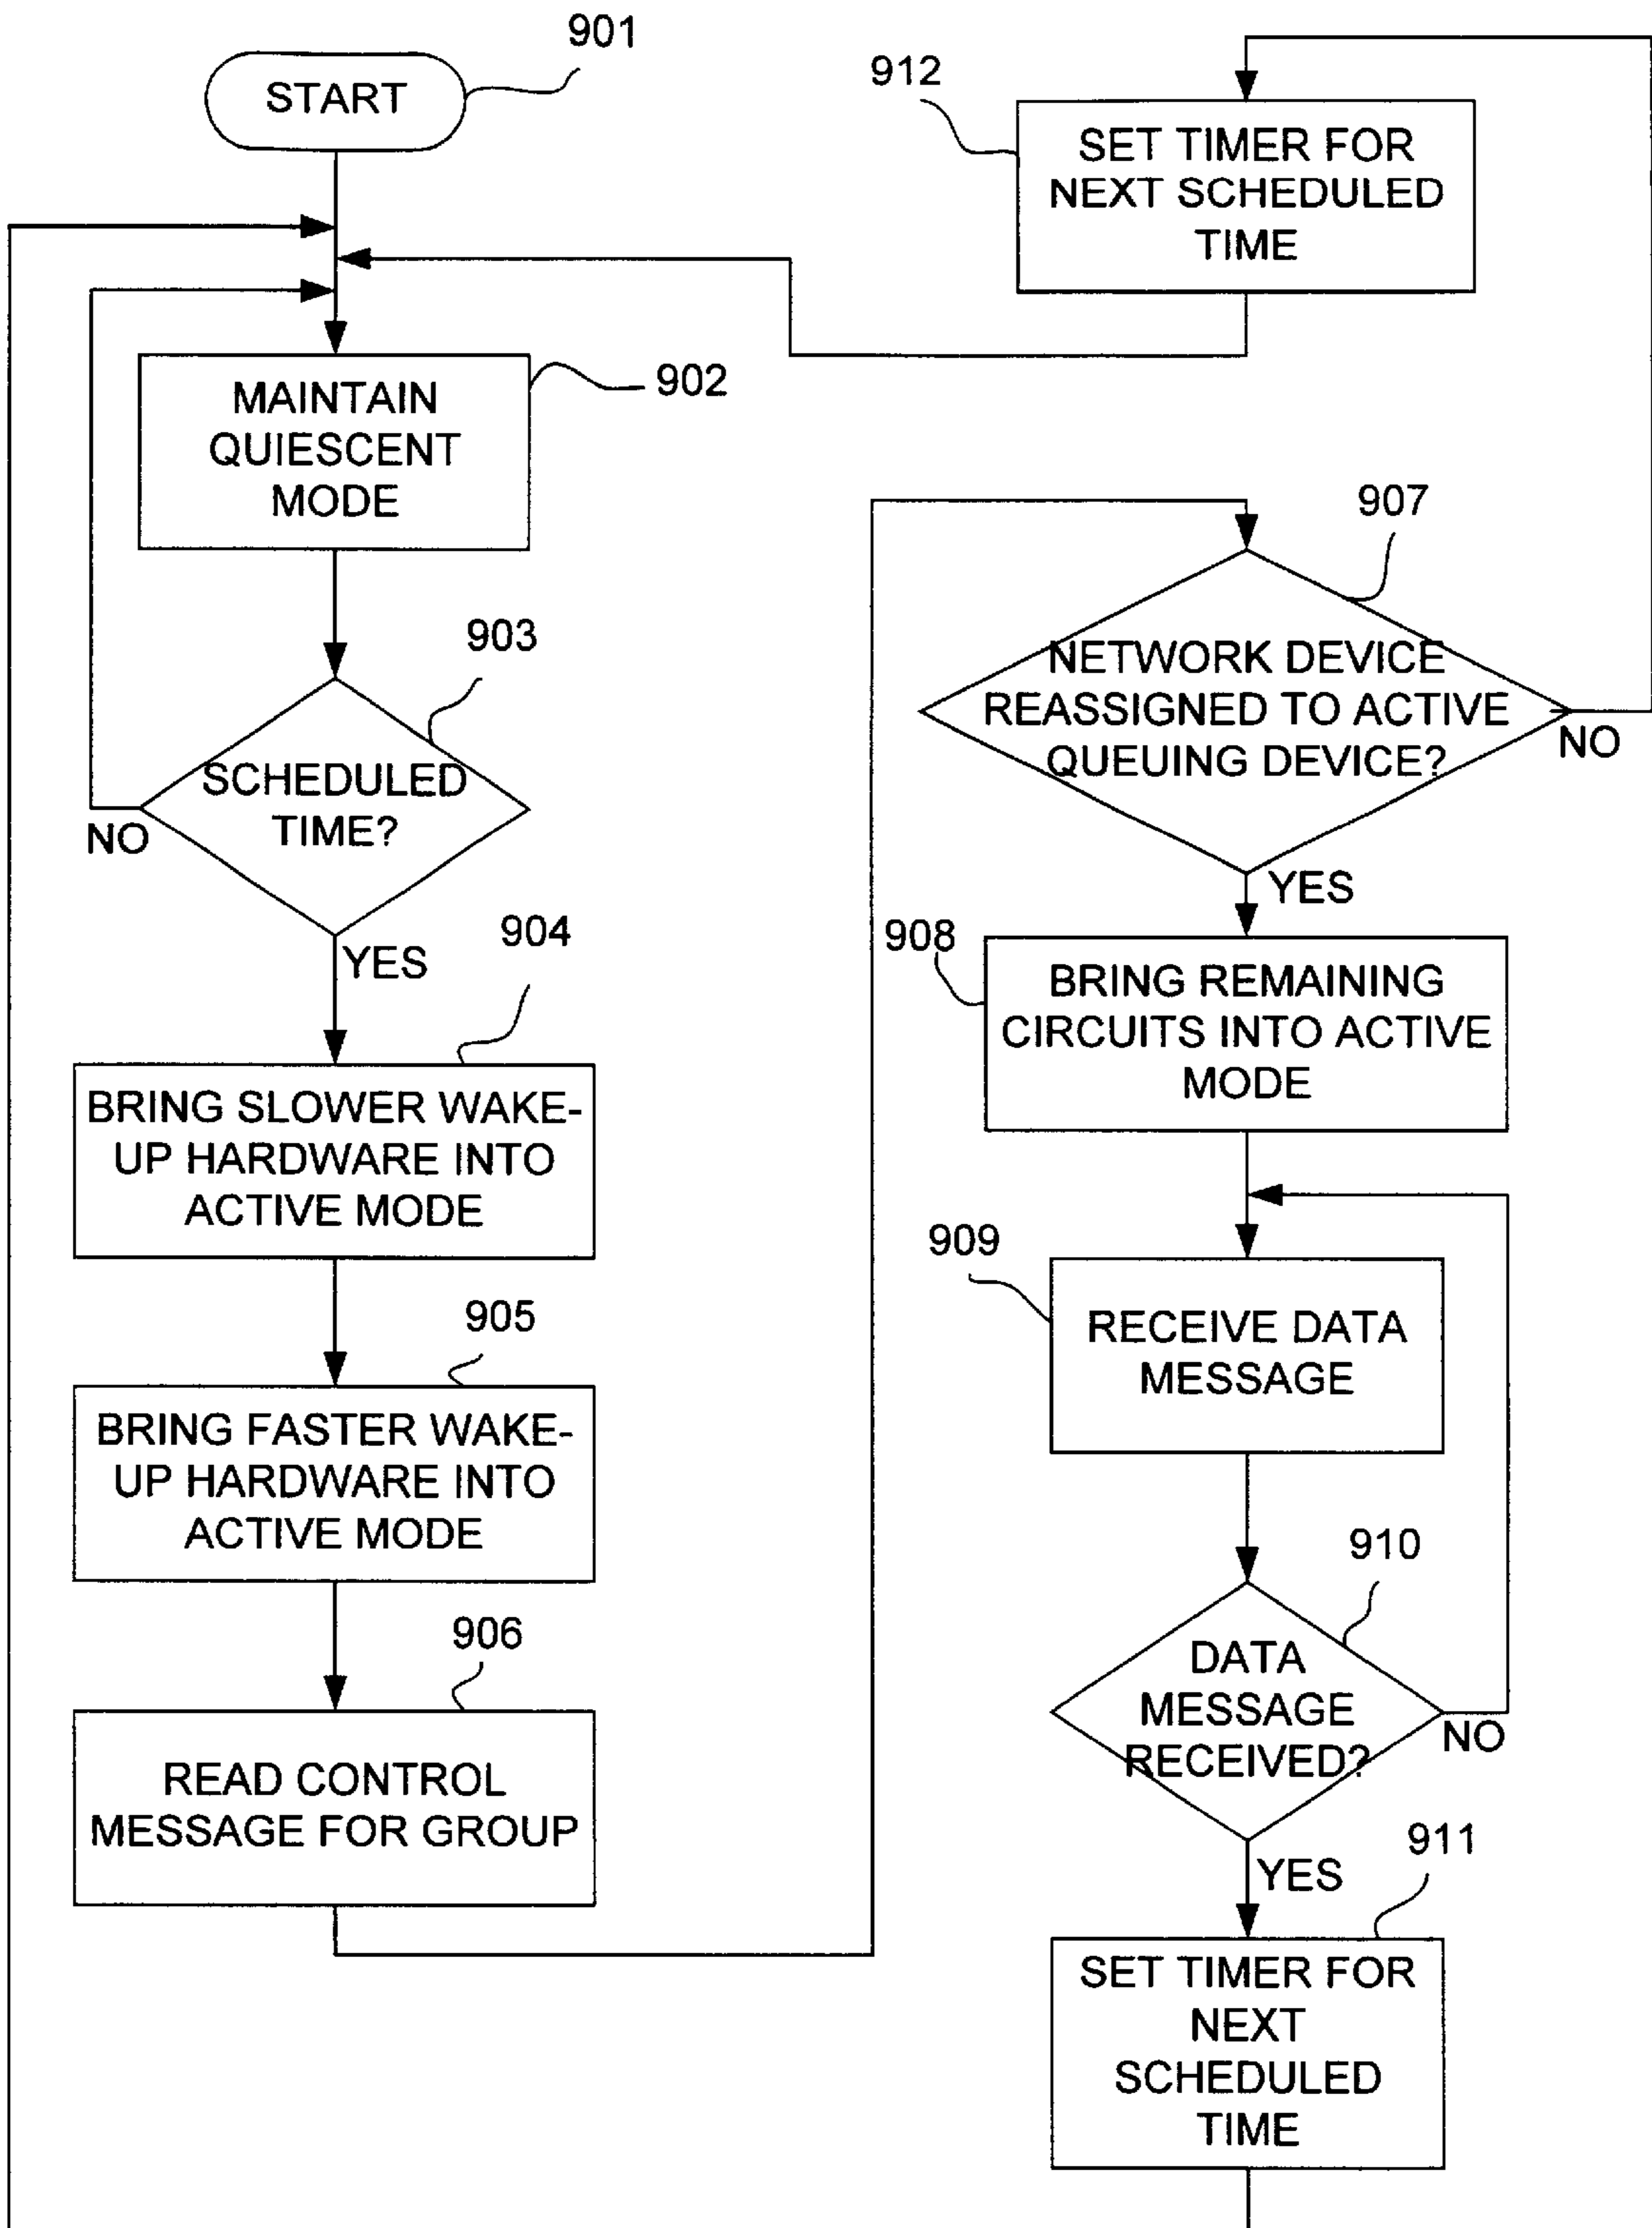 901
START
902
MAINTAIN
QUIESCENT
MODE
903
SCHEDULED
TIME?
NO
YES
904
BRING SLOWER WAKE-
UP HARDWARE INTO
ACTIVE MODE
905
BRING FASTER WAKE-
UP HARDWARE INTO
ACTIVE MODE
906
READ CONTROL
MESSAGE FOR GROUP
907
NETWORK DEVICE
REASSIGNED TO ACTIVE
QUEUING DEVICE?
NO
YES
908
BRING REMAINING
CIRCUITS INTO ACTIVE
MODE
909
RECEIVE DATA
MESSAGE
910
DATA
MESSAGE
RECEIVED?
NO
YES
911
SET TIMER FOR
NEXT
SCHEDULED
TIME
912
SET TIMER FOR
NEXT SCHEDULED
TIME